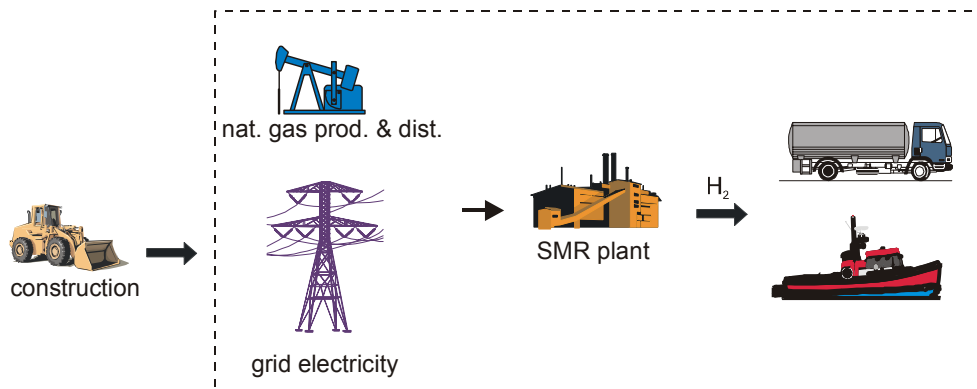 nat. gas prod. & dist.
H₂
SMR plant
construction
grid electricity